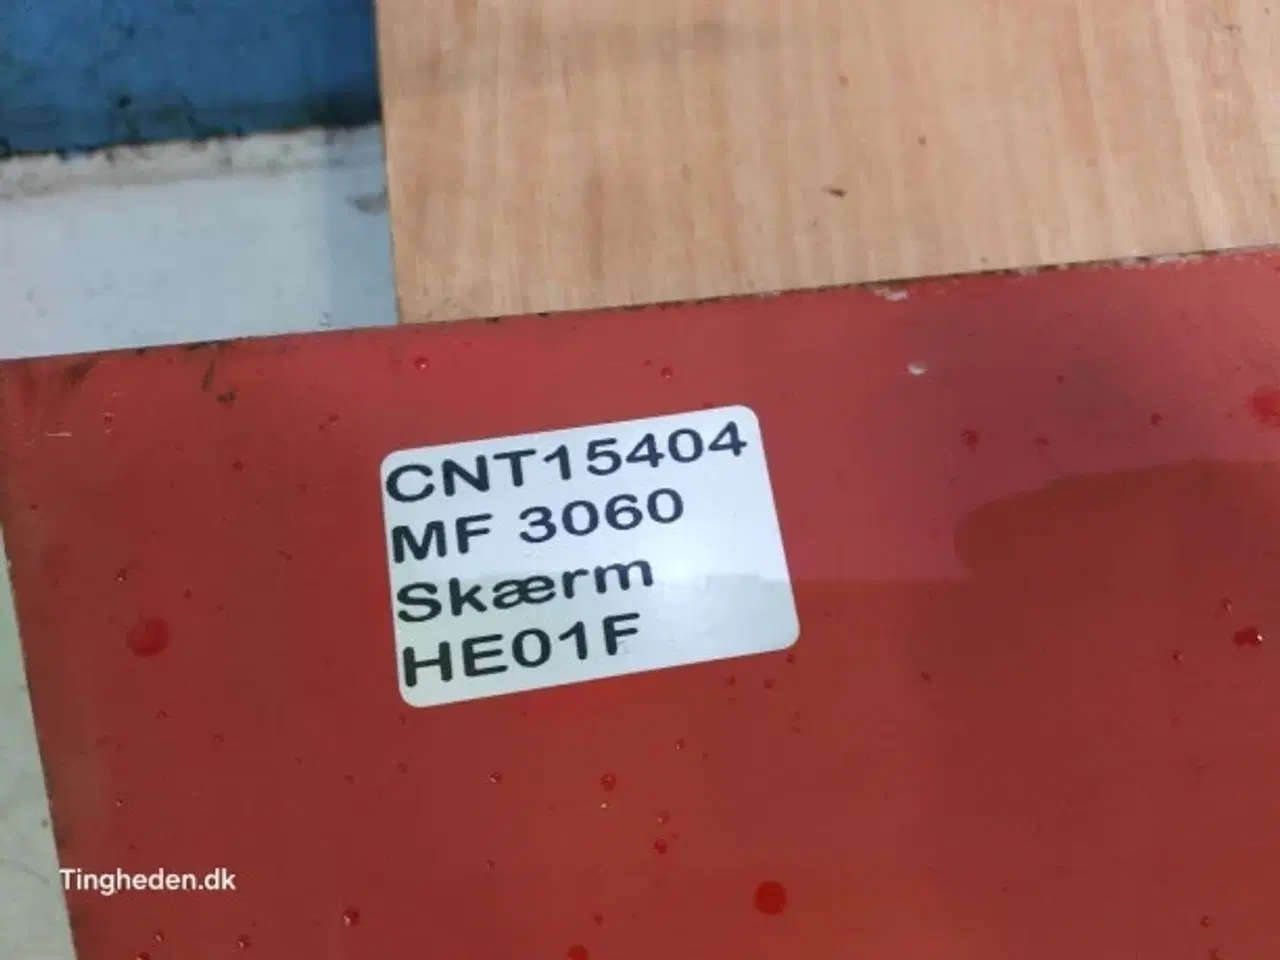 CNT15404
MF 3060
Skærm
HE01F
Tingheden.dk